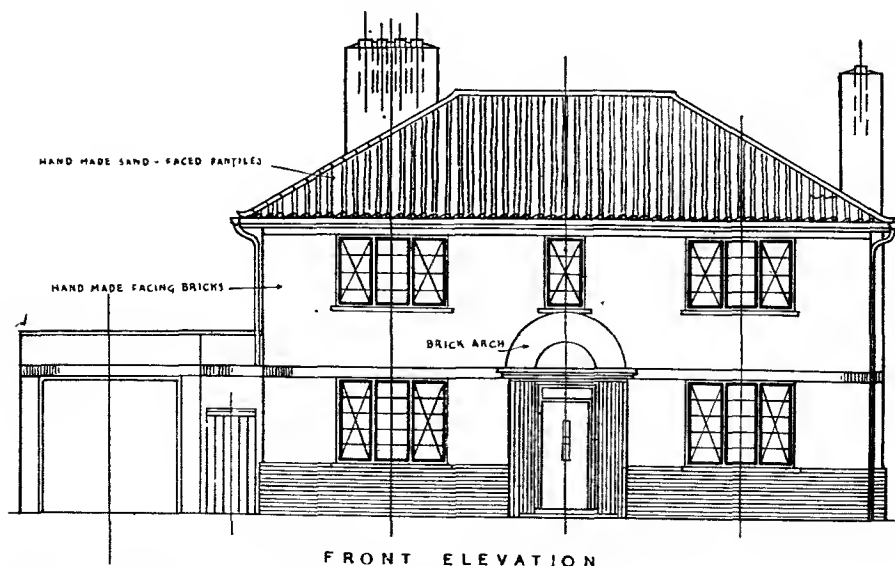 HAND MADE SAND-FACED PANTILES
HAND MADE FACING BRICKS
BRICK ARCH
FRONT ELEVATION